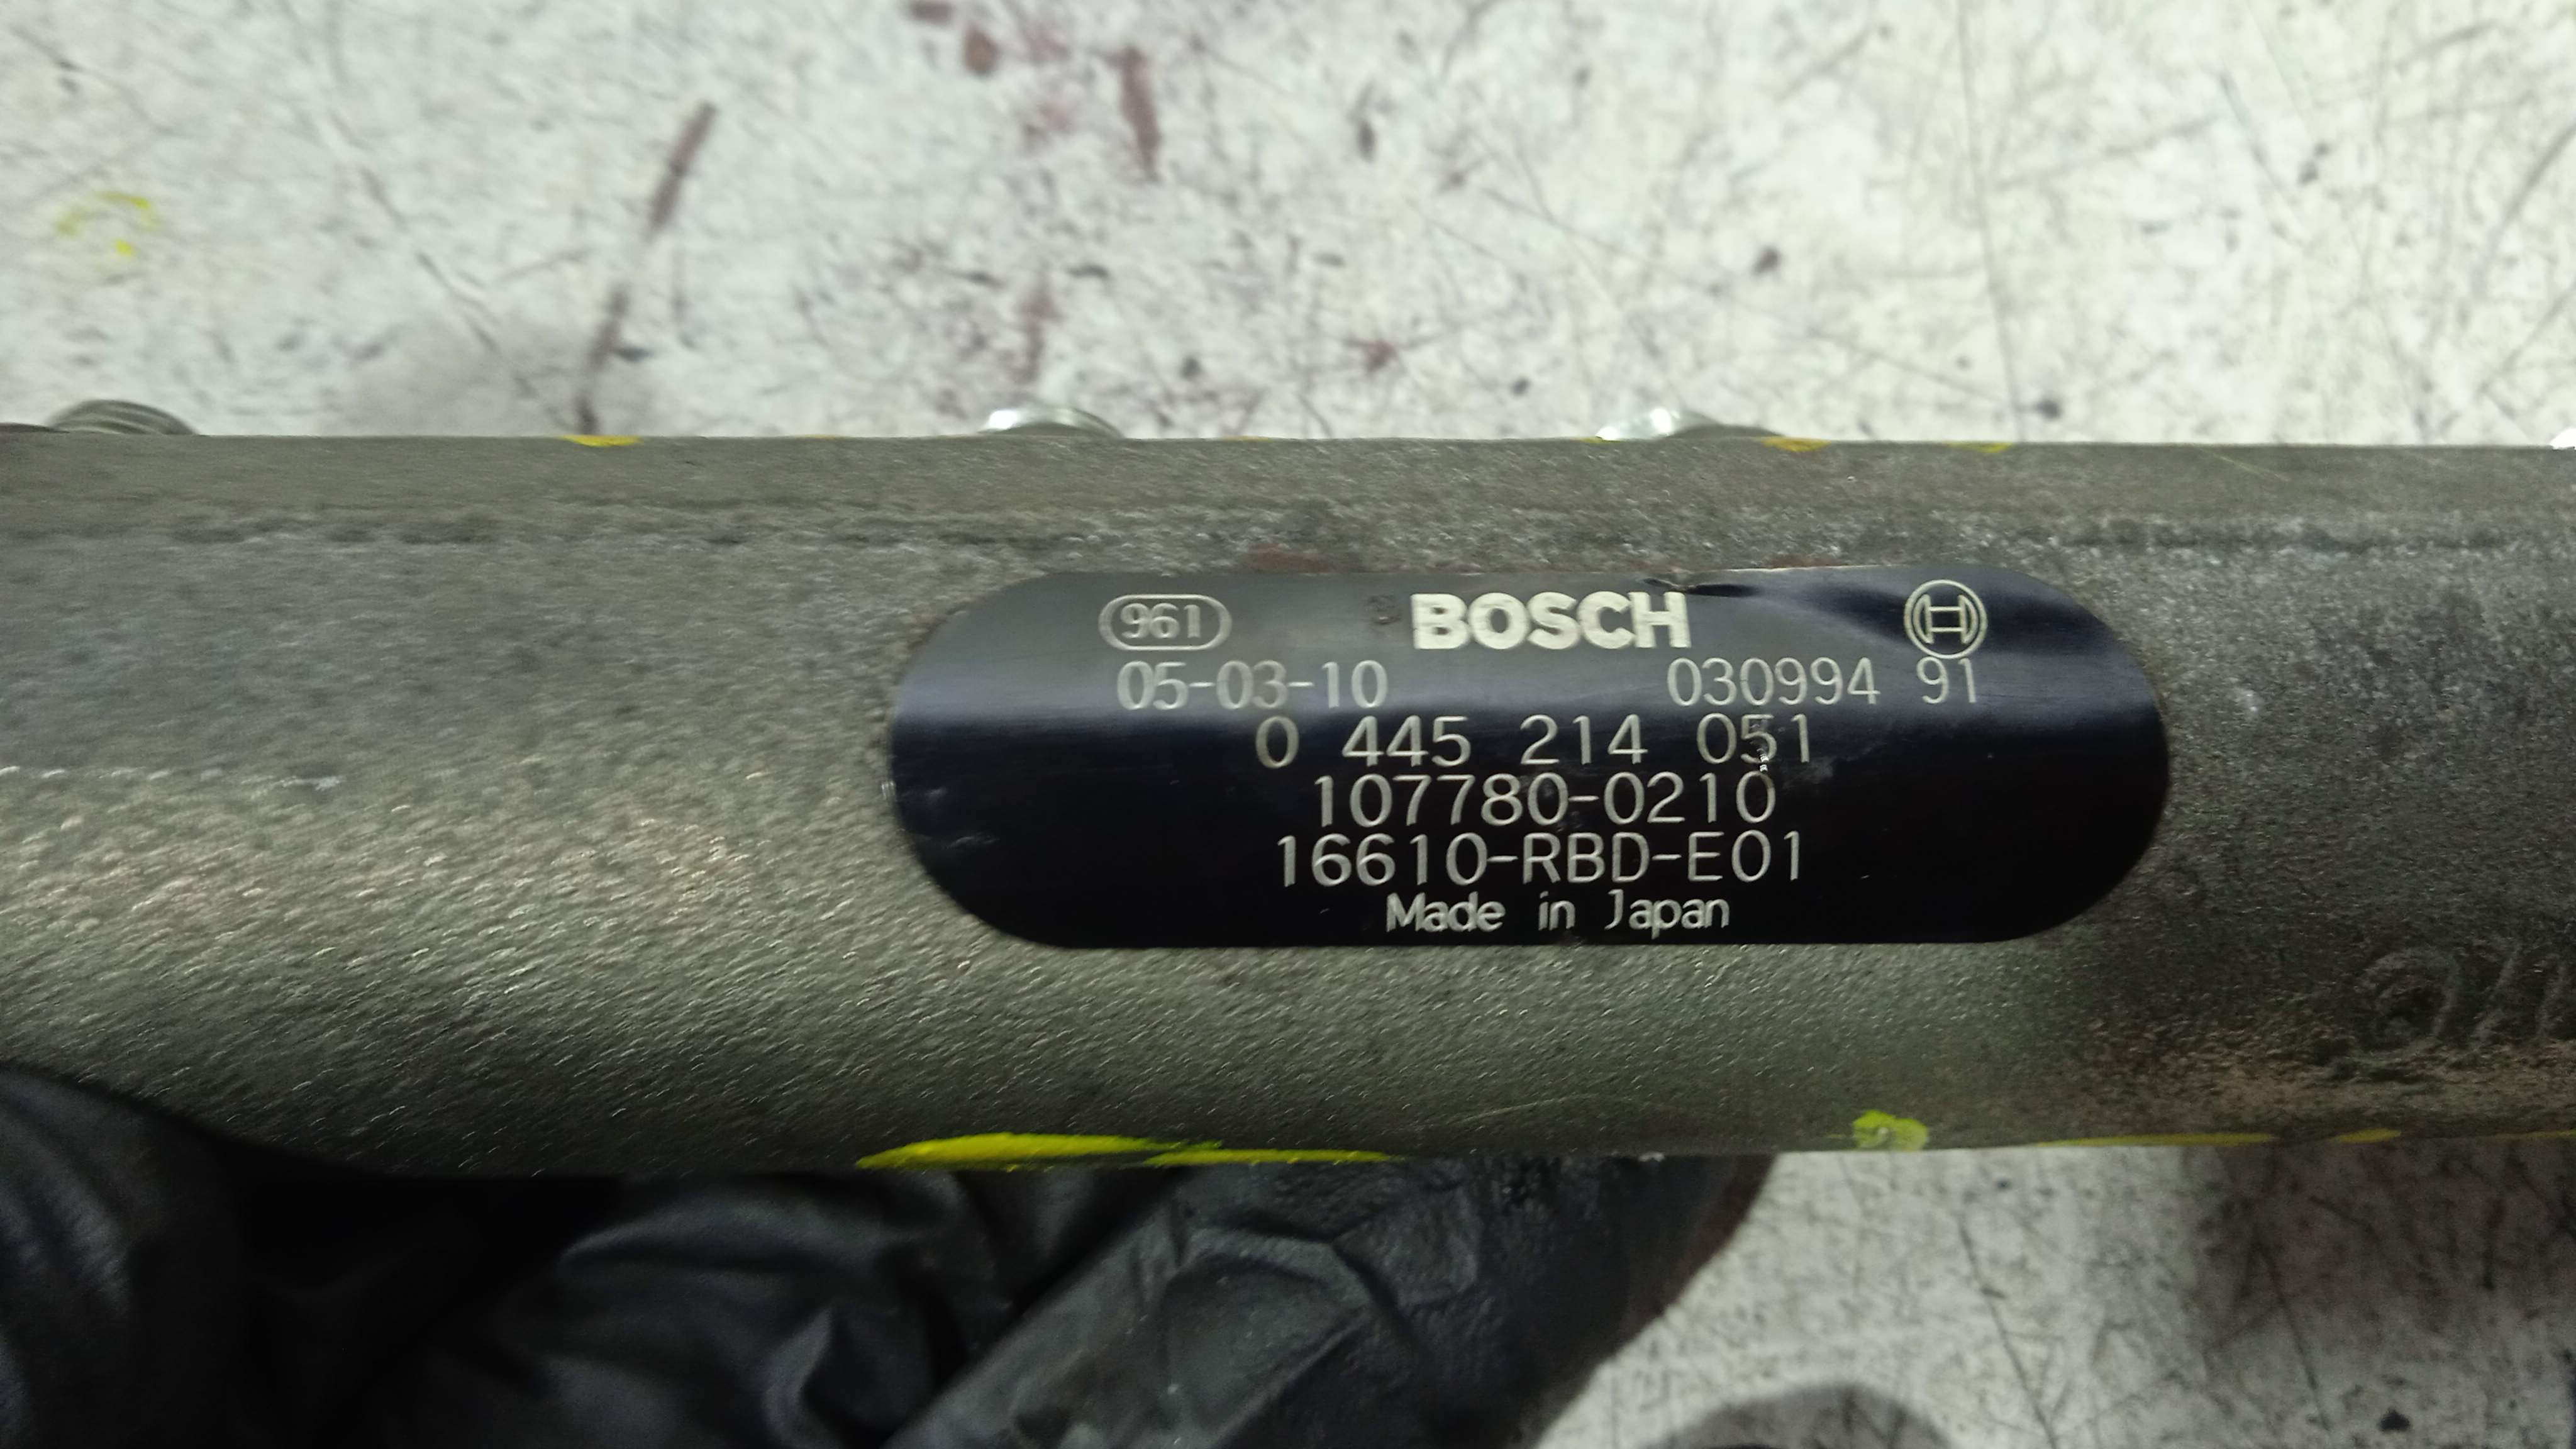 961 BOSCH
05-03-10 030994 91
0 445 214 051
107780-0210
16610-RBD-E01
Made in Japan